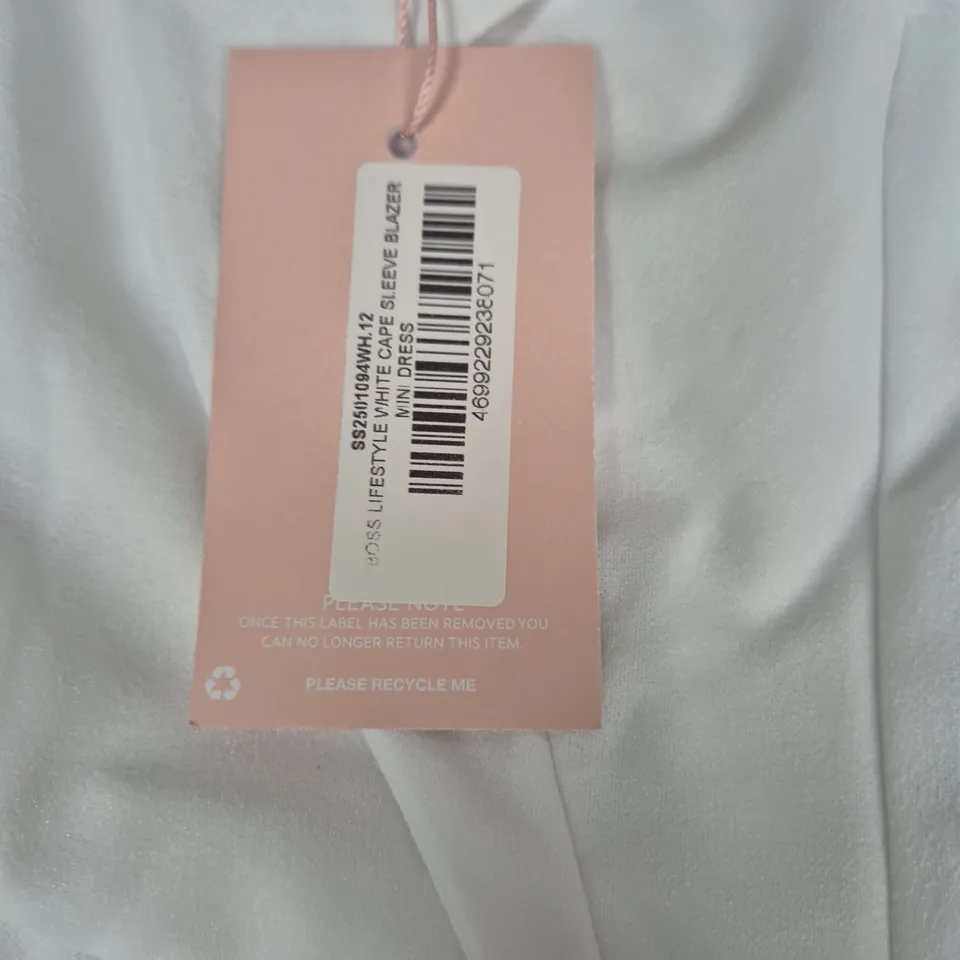 SS2501094WH.12
BOSS LIFESTYLE WHITE CAPE SLEEVE BLAZER
MINI DRESS
4699229238071
PLEASE NOTE
ONCE THIS LABEL HAS BEEN REMOVED YOU
CAN NO LONGER RETURN THIS ITEM.
PLEASE RECYCLE ME